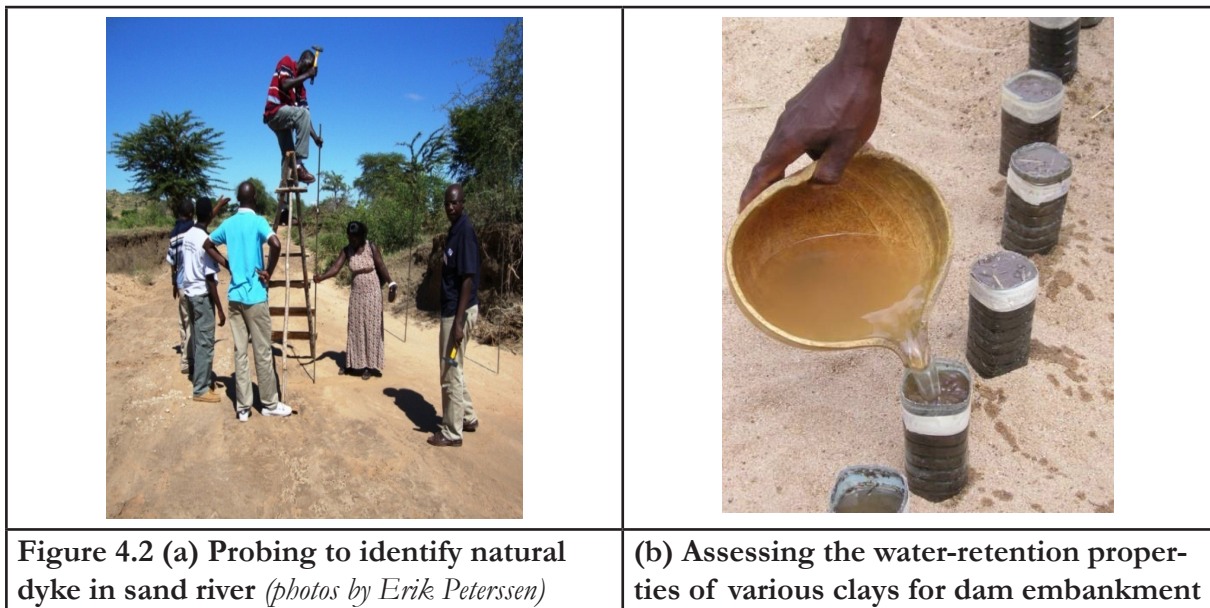 Figure 4.2 (a) Probing to identify natural
dyke in sand river (photos by Erik Peterssen)
(b) Assessing the water-retention proper-
ties of various clays for dam embankment